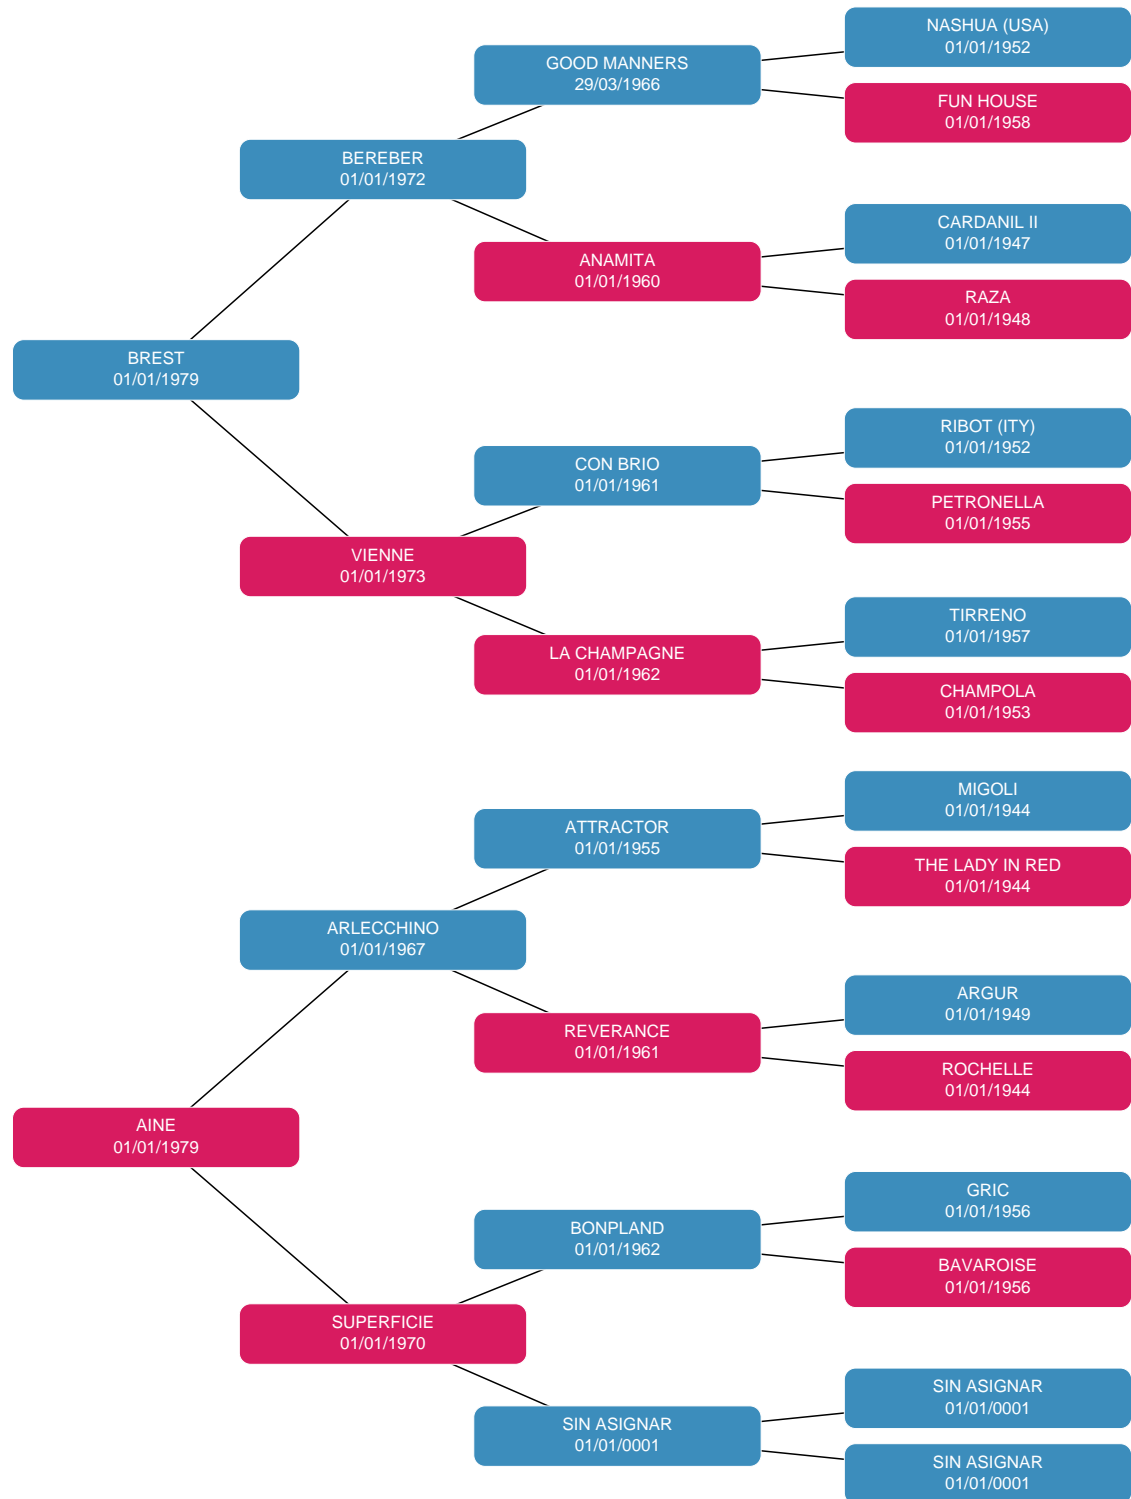 NASHUA (USA)
01/01/1952
GOOD MANNERS
29/03/1966
FUN HOUSE
01/01/1958
BEREBER
01/01/1972
CARDANIL II
01/01/1947
ANAMITA
01/01/1960
RAZA
01/01/1948
BREST
01/01/1979
RIBOT (ITY)
01/01/1952
CON BRIO
01/01/1961
PETRONELLA
01/01/1955
VIENNE
01/01/1973
TIRRENO
01/01/1957
LA CHAMPAGNE
01/01/1962
CHAMPOLA
01/01/1953
MIGOLI
01/01/1944
ATTRACTOR
01/01/1955
THE LADY IN RED
01/01/1944
ARLECCHINO
01/01/1967
ARGUR
01/01/1949
REVERANCE
01/01/1961
ROCHELLE
01/01/1944
AINE
01/01/1979
GRIC
01/01/1956
BONPLAND
01/01/1962
BAVAROISE
01/01/1956
SUPERFICIE
01/01/1970
SIN ASIGNAR
01/01/0001
SIN ASIGNAR
01/01/0001
SIN ASIGNAR
01/01/0001